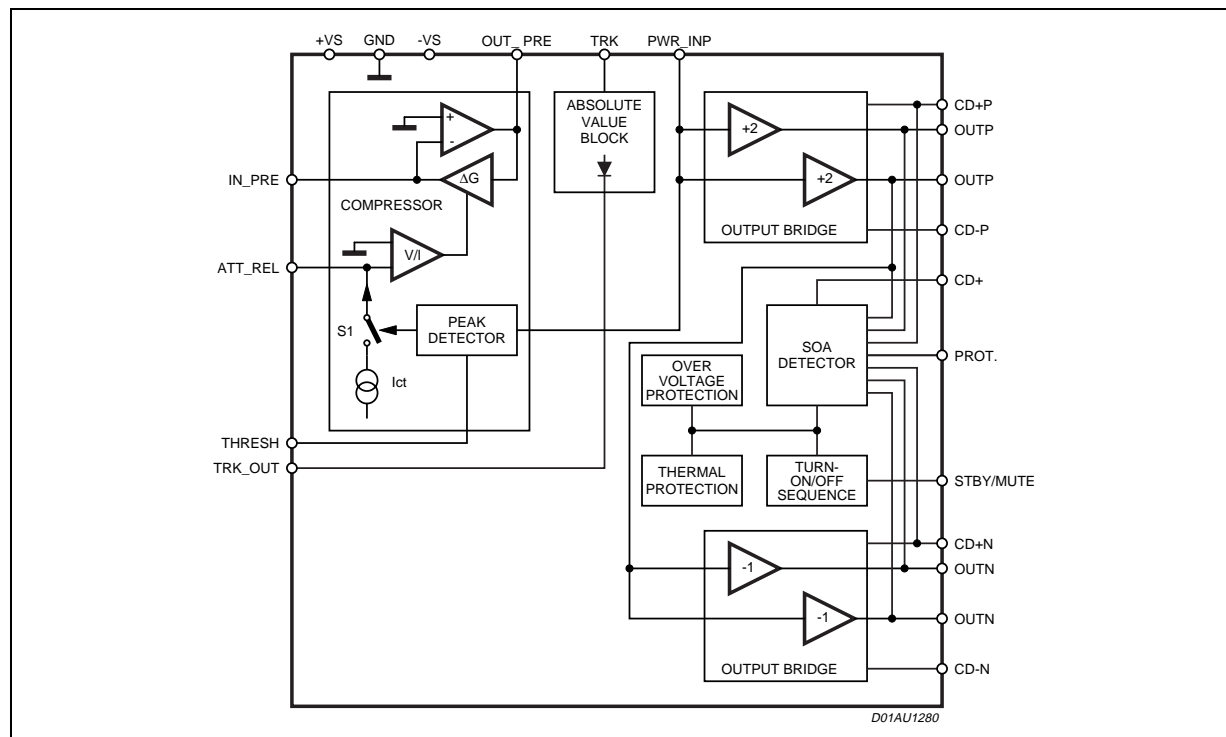 +VS GND -VS OUT_PRE TRK PWR_INP
ABSOLUTE
VALUE
BLOCK
+
-
ΔG
IN_PRE
COMPRESSOR
V/I
ATT_REL
S1
PEAK
DETECTOR
Ict
THRESH
TRK_OUT
+2
+2
OUTPUT BRIDGE
CD+P
OUTP
OUTP
CD-P
CD+
SOA
DETECTOR
PROT.
OVER
VOLTAGE
PROTECTION
THERMAL
PROTECTION
TURN-
ON/OFF
SEQUENCE
STBY/MUTE
CD+N
OUTN
-1
-1
OUTN
OUTPUT BRIDGE
CD-N
D01AU1280